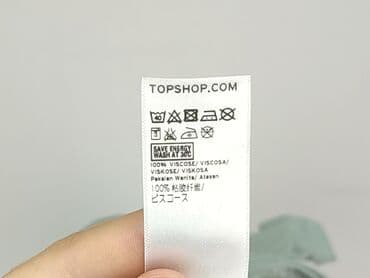 TOPSHOP.COM
SAVE ENERGY
WASH AT 30C
100% VISCOSE/ VISCOSA/
VISKOSE/ VISKOSA
Pakaian Wanita/ Atasan
100% 粘胶纤维/
ビスコース